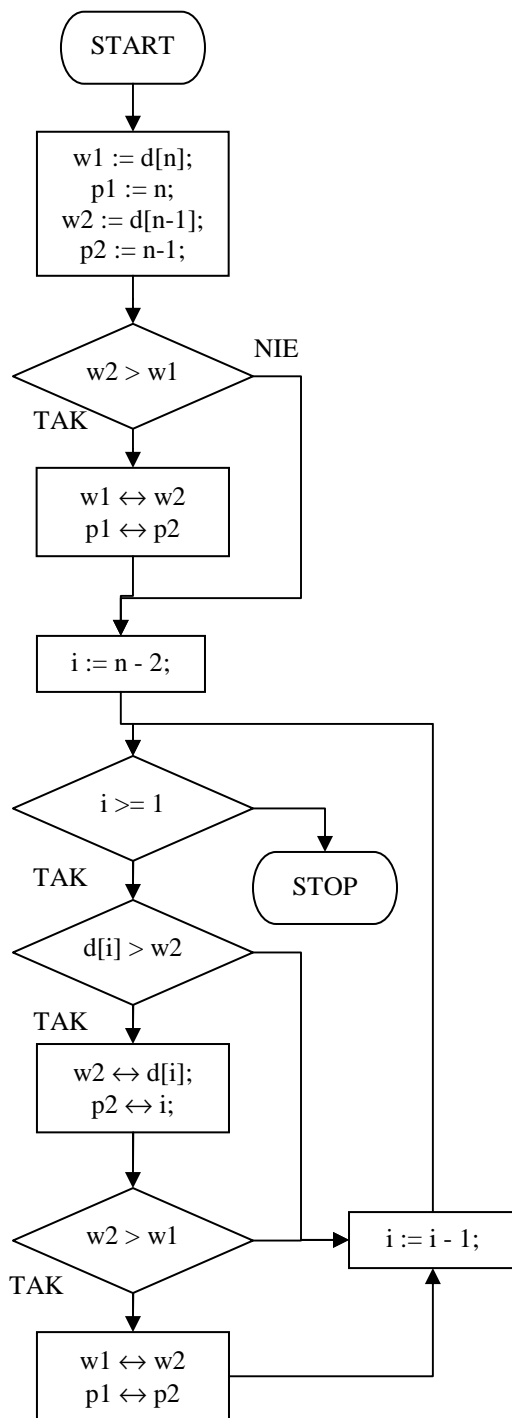 START
w1 := d[n];
p1 := n;
w2 := d[n-1];
p2 := n-1;
NIE
w2 > w1
TAK
w1 ↔ w2
p1 ↔ p2
i := n - 2;
i >= 1
TAK
STOP
d[i] > w2
TAK
w2 ↔ d[i];
p2 ↔ i;
w2 > w1
i := i - 1;
TAK
w1 ↔ w2
p1 ↔ p2